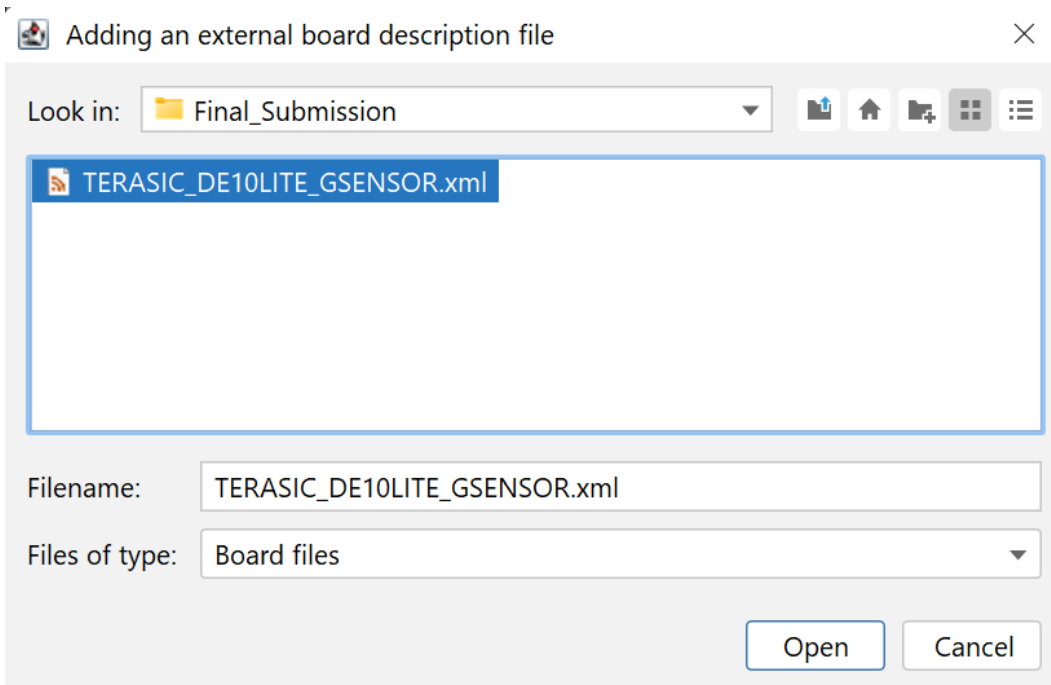 Adding an external board description file
Look in: Final_Submission
TERASIC_DE10LITE_GSENSOR.xml
Filename: TERASIC_DE10LITE_GSENSOR.xml
Files of type: Board files
Open Cancel